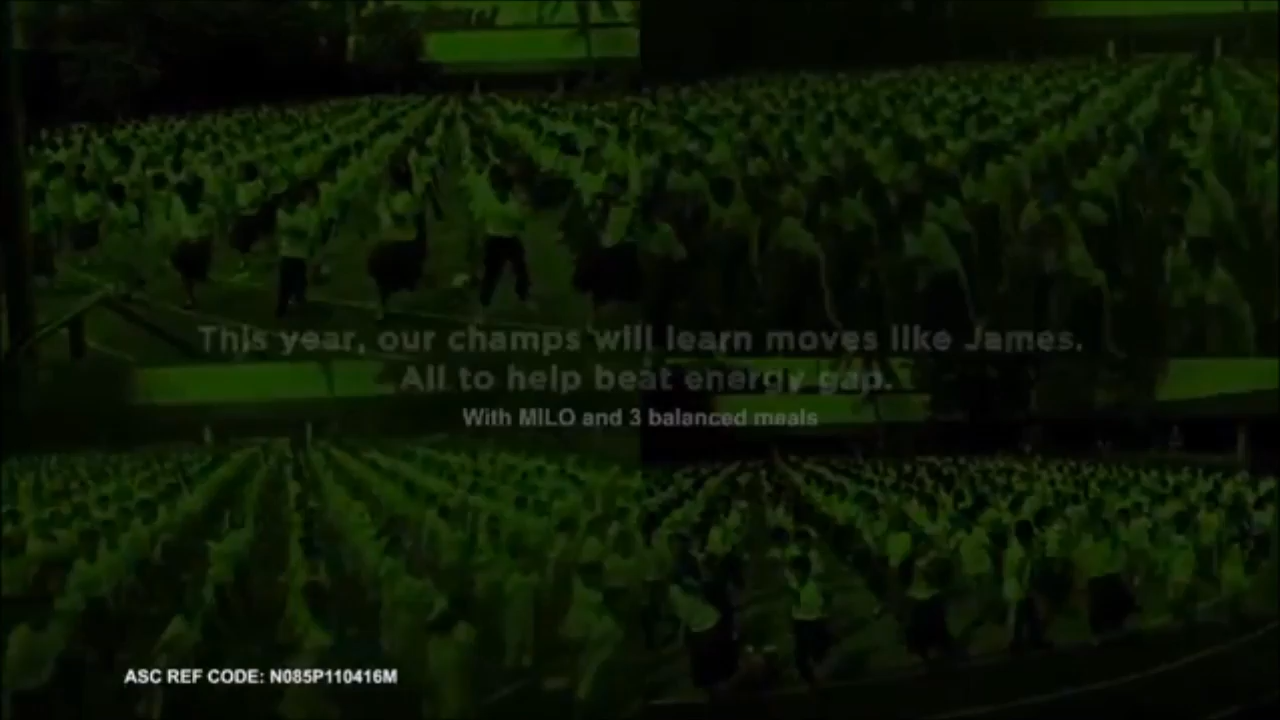 This year, our champs will learn moves like James.
All to help beat energy gap.
With MILO and 3 balanced meals
ASC REF CODE: N085P110416M